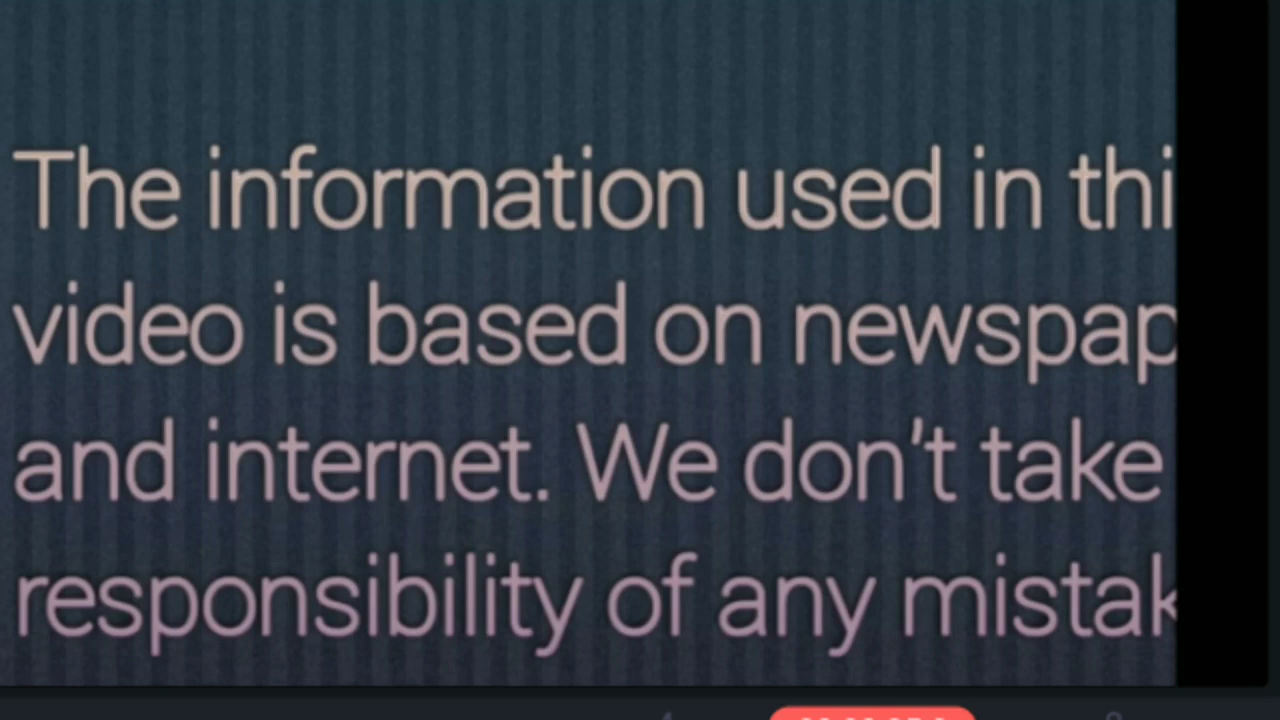 The information used in thi
video is based on newspap
and internet. We don't take
responsibility of any mistak